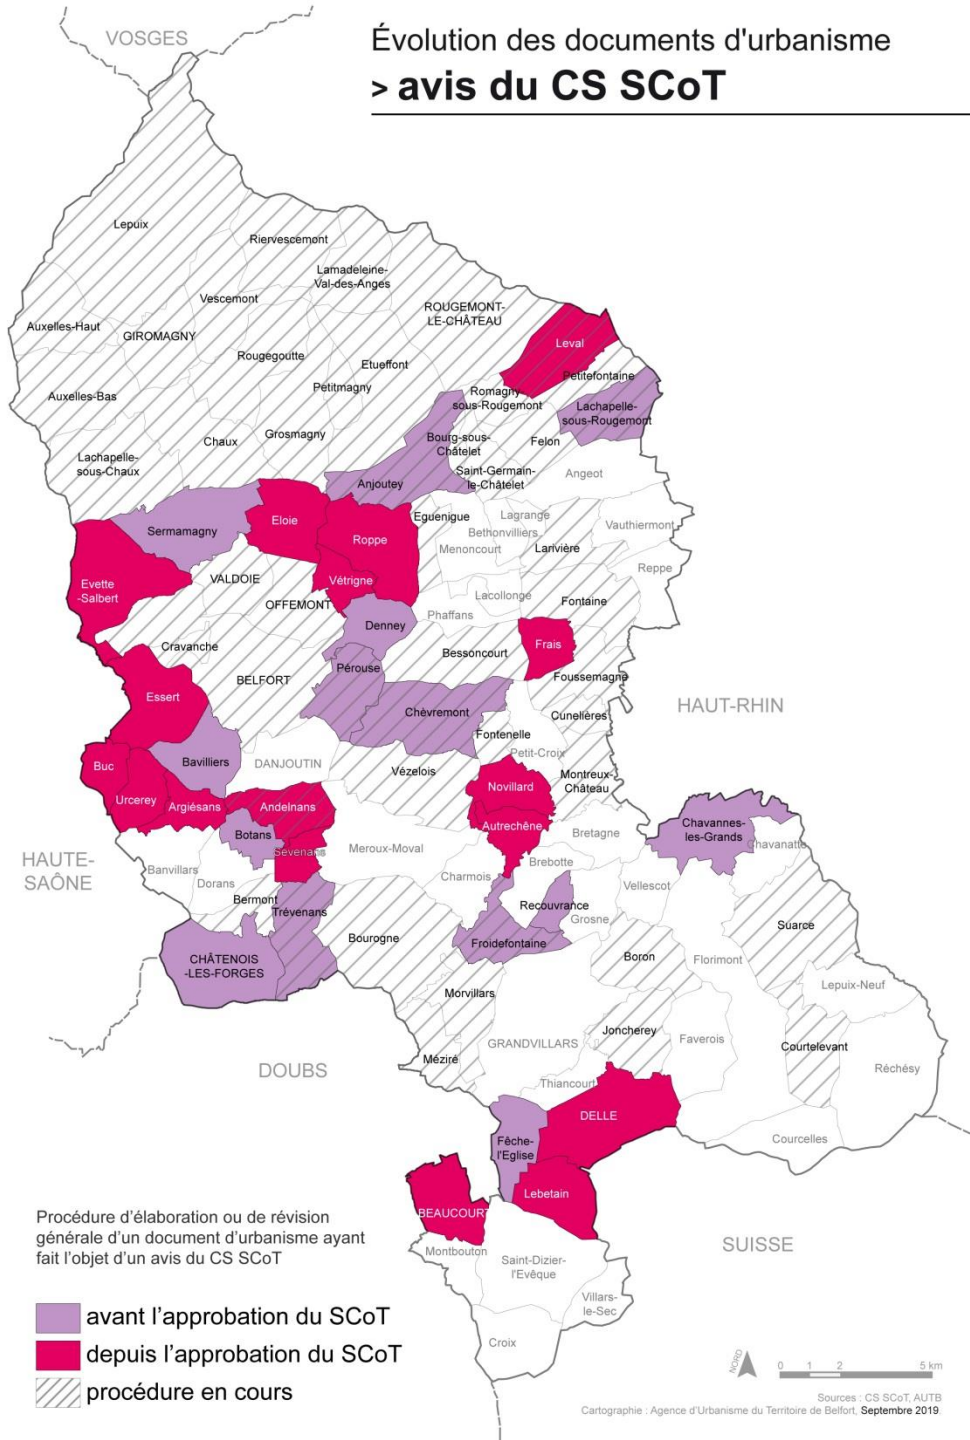 VOSGES
Évolution des documents d'urbanisme
> avis du CS SCoT
Lepuix
Riervescemont
Lamadeleine-
Val-des-Anges
Vescemont
ROUGEMONT-
LE-CHÂTEAU
Auxelles-Haut
GIROMAGNY
Leval
Rougegoutte
Etueffont
Petitefontaine
Petitmagny
Romagny
sous-Rougemont
Auxelles-Bas
Lachapelle-
sous-Rougemont
Grosmagny
Chaux
Bourg-sous-
Châtelet
Felon
Lachapelle-
sous-Chaux
Saint-Germain-
le-Châtelet
Angeot
Anjoutey
Sermamagny
Eloie
Eguenigue
Lagrange
Vauthiermont
Roppe
Bethonvilliers
Menoncourt
Larivière
Reppe
Evette
-Salbert
VALDOIE
Vétrigne
OFFEMONT
Lacollonge
Fontaine
Phaffans
Denney
Cravanche
Bessoncourt
Frais
Pérouse
BELFORT
Foussemagne
Essert
Chèvremont
Cunelières
HAUT-RHIN
Fontenelle
Petit-Croix
Buc
Bavilliers
DANJOUTIN
Vézelois
Montreux-
Château
Novillard
Urcerey
Argiésans
Andelnans
Autrechêne
Chavannes-
les-Grands
Botans
Bretagne
Sévenans
Meroux-Moval
Chavanatte
HAUTE-
SAÔNE
Banvillars
Brebotte
Charmois
Dorans
Vellescot
Bermont
Recouvrance
Trévenans
Grosne
Suarce
Bourogne
Froidefontaine
CHÂTENOIS
-LES-FORGES
Boron
Florimont
Morvillars
Lepuix-Neuf
Joncherey
Faverois
GRANDVILLARS
Courtelevant
Méziré
DOUBS
Réchésy
Thiancourt
DELLE
Fêche-
l'Eglise
Courcelles
Lebetain
BEAUCOURT
Procédure d'élaboration ou de révision
générale d'un document d'urbanisme ayant
fait l'objet d'un avis du CS SCoT
Montbouton
Saint-Dizier-
l'Evêque
SUISSE
Villars-
le-Sec
Croix
avant l'approbation du SCoT
depuis l'approbation du SCoT
procédure en cours
NORD
0 1 2 5 km
Sources : CS SCoT, AUTB
Cartographie : Agence d'Urbanisme du Territoire de Belfort, Septembre 2019.